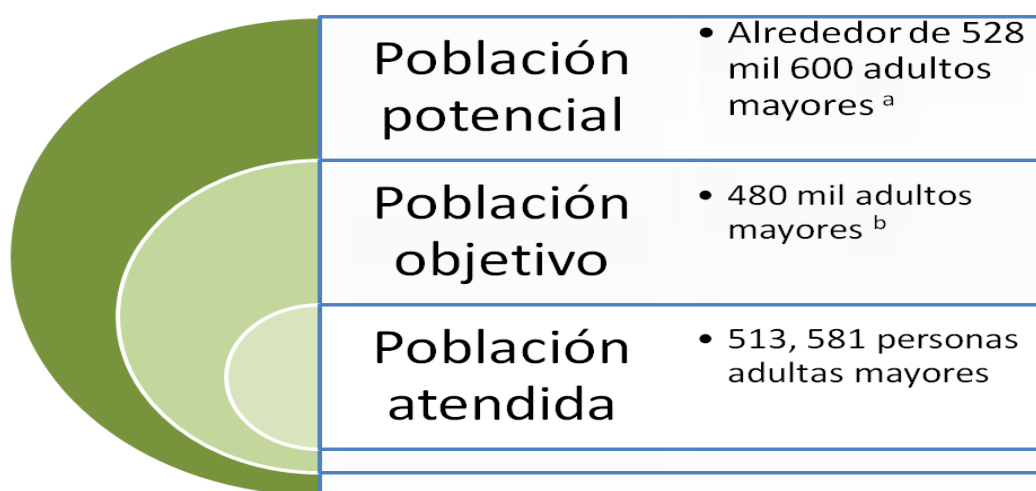 Población
potencial
• Alrededor de 528
mil 600 adultos
mayores ᵃ
Población
objetivo
• 480 mil adultos
mayores ᵇ
Población
atendida
• 513, 581 personas
adultas mayores